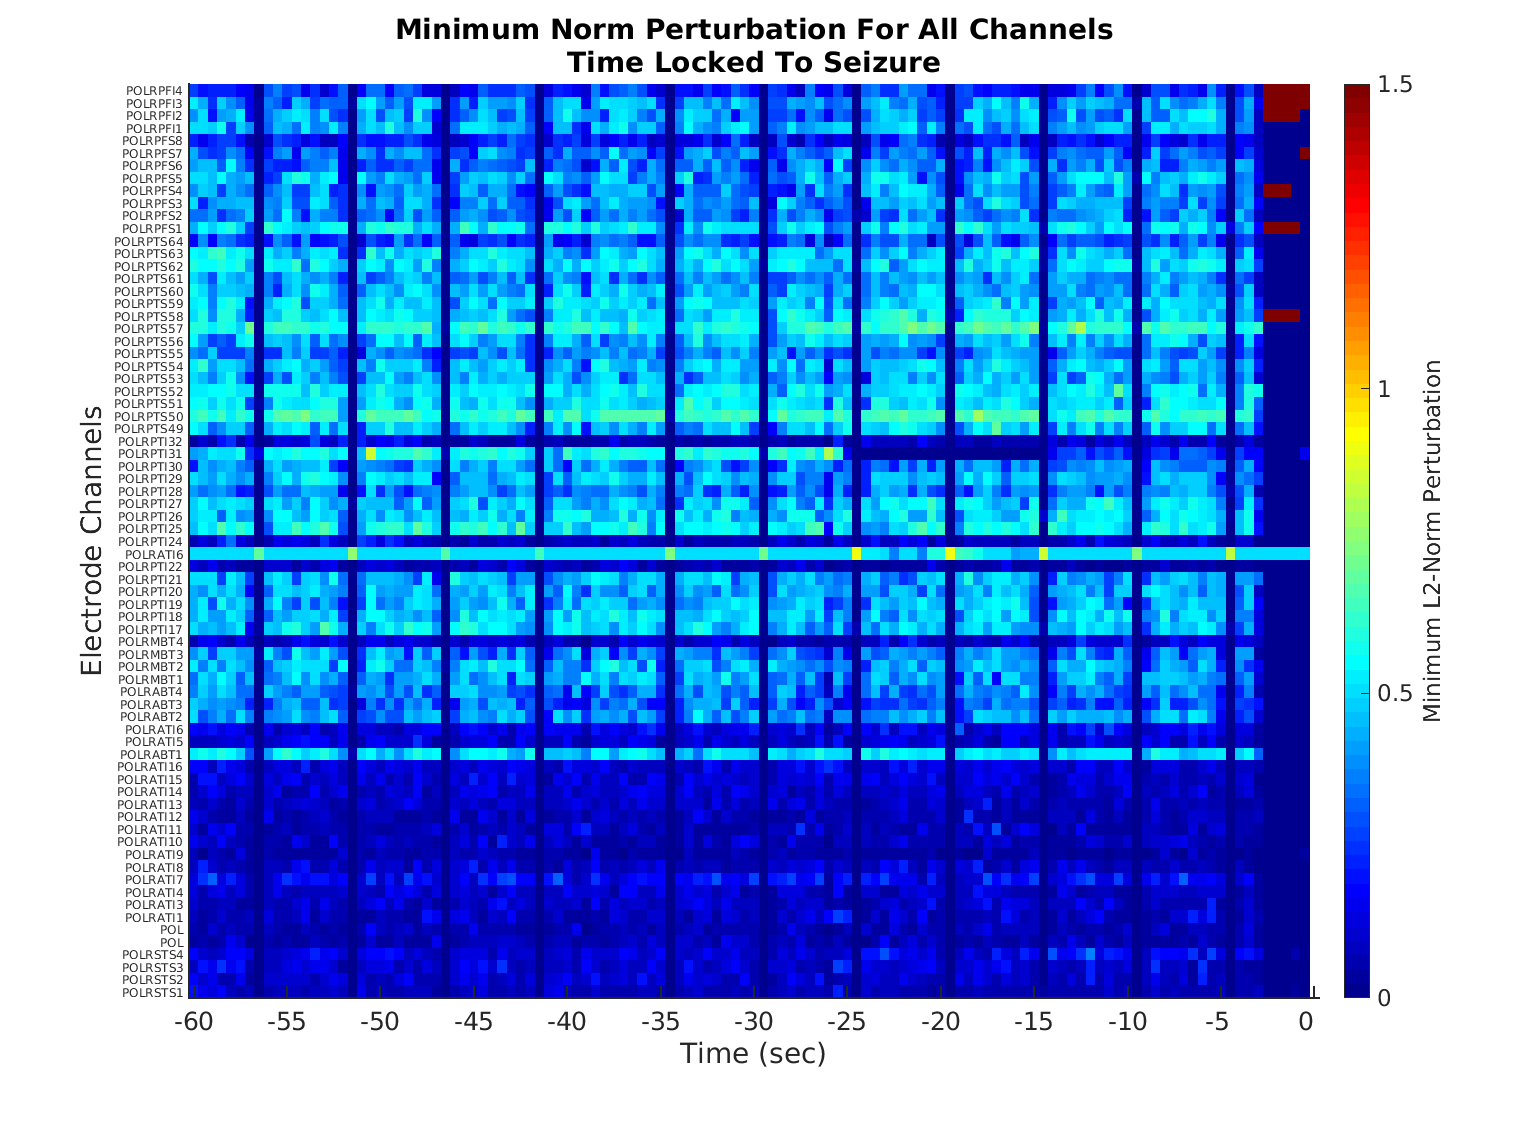 Minimum Norm Perturbation For All Channels
Time Locked To Seizure
POLRPFI4
POLRPFI3
POLRPFI2
POLRPFI1
POLRPFS8
POLRPFS7
POLRPFS6
POLRPFS5
POLRPFS4
POLRPFS3
POLRPFS2
POLRPFS1
POLRPTS64
POLRPTS63
POLRPTS62
POLRPTS61
POLRPTS60
POLRPTS59
POLRPTS58
POLRPTS57
POLRPTS56
POLRPTS55
POLRPTS54
POLRPTS53
POLRPTS52
POLRPTS51
POLRPTS50
POLRPTS49
POLRPTI32
POLRPTI31
POLRPTI30
POLRPTI29
POLRPTI28
POLRPTI27
POLRPTI26
POLRPTI25
POLRPTI24
POLRATI6
POLRPTI22
POLRPTI21
POLRPTI20
POLRPTI19
POLRPTI18
POLRPTI17
POLRMBT4
POLRMBT3
POLRMBT2
POLRMBT1
POLRABT4
POLRABT3
POLRABT2
POLRATI6
POLRATI5
POLRABT1
POLRATI16
POLRATI15
POLRATI14
POLRATI13
POLRATI12
POLRATI11
POLRATI10
POLRATI9
POLRATI8
POLRATI7
POLRATI4
POLRATI3
POLRATI1
POL
POL
POLRSTS4
POLRSTS3
POLRSTS2
POLRSTS1
Electrode Channels
-60 -55 -50 -45 -40 -35 -30 -25 -20 -15 -10 -5 0
Time (sec)
1.5
1
0.5
0
Minimum L2-Norm Perturbation